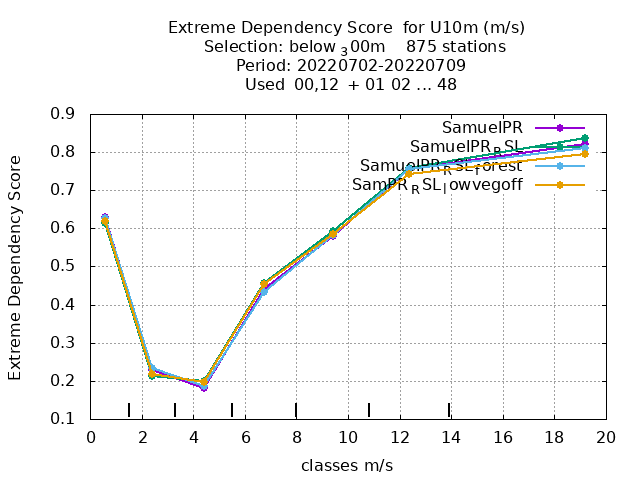 Extreme Dependency Score  for U10m (m/s)
Selection: below ₃00m    875 stations
Period: 20220702-20220709
Used  00,12  + 01 02 ... 48
Extreme Dependency Score
0.9
0.8
0.7
0.6
0.5
0.4
0.3
0.2
0.1
SamuelPR
SamuelPR_RSL
SamuelPR_RSL_forest
SamPR_RSL_lowvegoff
0 2 4 6 8 10 12 14 16 18 20
classes m/s